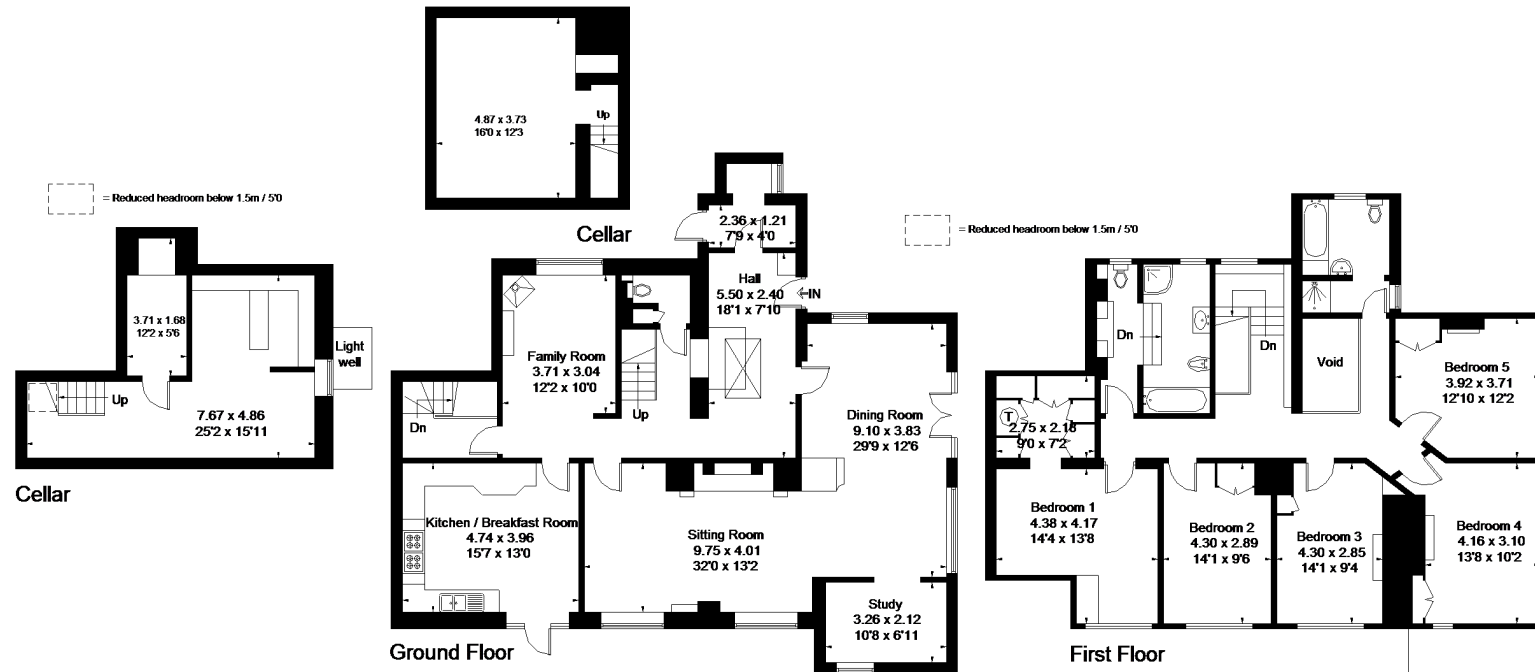 4.87 x 3.73
16'0 x 12'3
Up
Cellar
= Reduced headroom below 1.5m / 5'0
3.71 x 1.68
12'2 x 5'6
Light
well
Up
7.67 x 4.86
25'2 x 15'11
Cellar
2.36 x 1.21
7'9 x 4'0
Hall
5.50 x 2.40
18'1 x 7'10
IN
Family Room
3.71 x 3.04
12'2 x 10'0
Up
Dn
Dining Room
9.10 x 3.83
29'9 x 12'6
Kitchen / Breakfast Room
4.74 x 3.96
15'7 x 13'0
Sitting Room
9.75 x 4.01
32'0 x 13'2
Study
3.26 x 2.12
10'8 x 6'11
Ground Floor
= Reduced headroom below 1.5m / 5'0
Dn
Dn
Void
Bedroom 5
3.92 x 3.71
12'10 x 12'2
T
2.75 x 2.18
9'0 x 7'2
Bedroom 1
4.38 x 4.17
14'4 x 13'8
Bedroom 2
4.30 x 2.89
14'1 x 9'6
Bedroom 3
4.30 x 2.85
14'1 x 9'4
Bedroom 4
4.16 x 3.10
13'8 x 10'2
First Floor